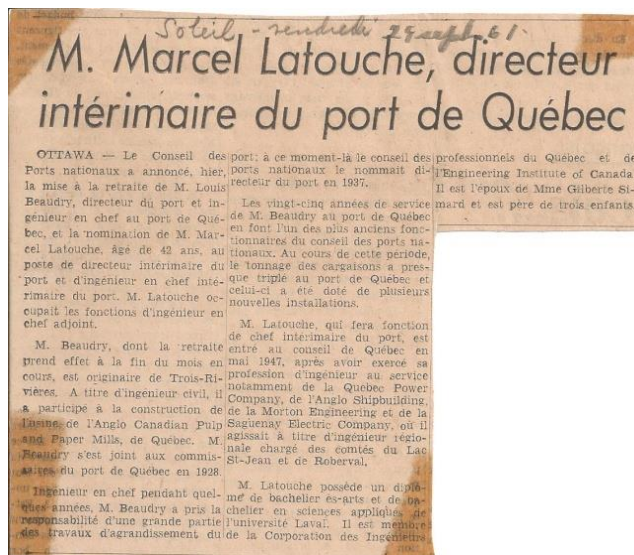 Soleil - vendredi 29 sept 61.
M. Marcel Latouche, directeur
intérimaire du port de Québec
OTTAWA — Le Conseil des
Ports nationaux a annoncé, hier,
la mise à la retraite de M. Louis
Beaudry, directeur du port et in-
génieur en chef au port de Qué-
bec, et la nomination de M. Mar-
cel Latouche, âgé de 42 ans, au
poste de directeur intérimaire du
port et d'ingénieur en chef inté-
rimaire du port. M. Latouche oc-
cupait les fonctions d'ingénieur en
chef adjoint.
M. Beaudry, dont la retraite
prend effet à la fin du mois en
cours, est originaire de Trois-Ri-
vières. A titre d'ingénieur civil, il
a participé à la construction de
l'usine de l'Anglo Canadian Pulp
and Paper Mills, de Québec. M.
Beaudry s'est joint aux commis-
saires du port de Québec en 1928.
Ingénieur en chef pendant quel-
ques années, M. Beaudry a pris la
responsabilité d'une grande partie
des travaux d'agrandissement du
port; à ce moment-là le conseil des
ports nationaux le nommait di-
recteur du port en 1937.
Les vingt-cinq années de service
de M. Beaudry au port de Québec
en font l'un des plus anciens fonc-
tionnaires du conseil des ports na-
tionaux. Au cours de cette période,
le tonnage des cargaisons a pres-
que triplé au port de Québec et
celui-ci a été doté de plusieurs
nouvelles installations.
M. Latouche, qui fera fonction
de chef intérimaire du port, est
entré au conseil de Québec en
mai 1947, après avoir exercé sa
profession d'ingénieur au service
notamment de la Québec Power
Company, de l'Anglo Shipbuilding,
de la Morton Engineering et de la
Saguenay Electric Company, où il
agissait à titre d'ingénieur régio-
nale chargé des comtés du Lac
St-Jean et de Roberval.
M. Latouche possède un diplô-
me de bachelier ès-arts et de ba-
chelier en sciences appliquées de
l'université Laval. Il est membre
de la Corporation des Ingénieurs
professionnels du Québec et de
l'Engineering Institute of Canada.
Il est l'époux de Mme Gilberte Si-
mard et est père de trois enfants.